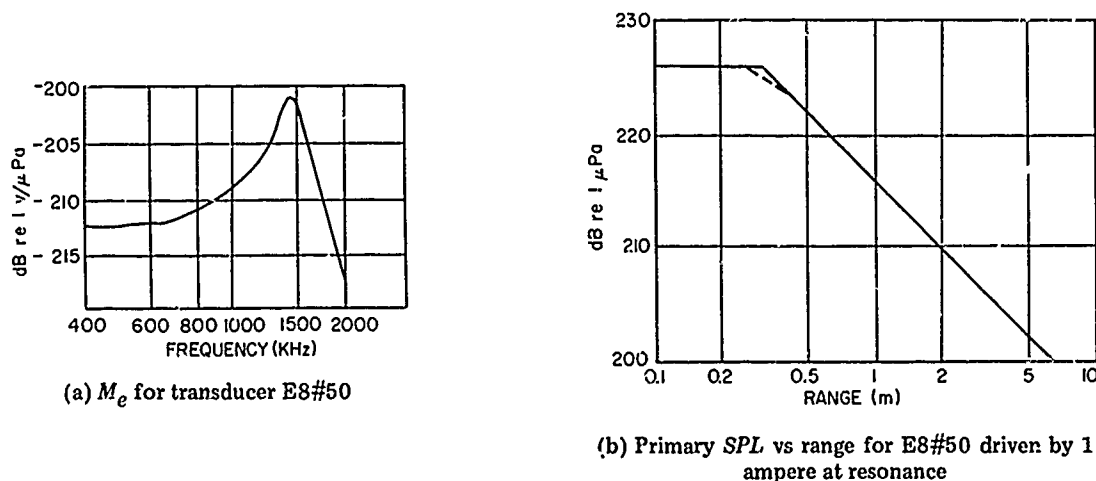 -200
-205
-210
-215
dB re 1 v/μPa
400 600 800 1000 1500 2000
FREQUENCY (KHz)
(a) Me for transducer E8#50
230
220
210
200
dB re 1 μPa
0.1 0.2 0.5 1 2 5 10
RANGE (m)
(b) Primary SPL vs range for E8#50 driven by 1
ampere at resonance